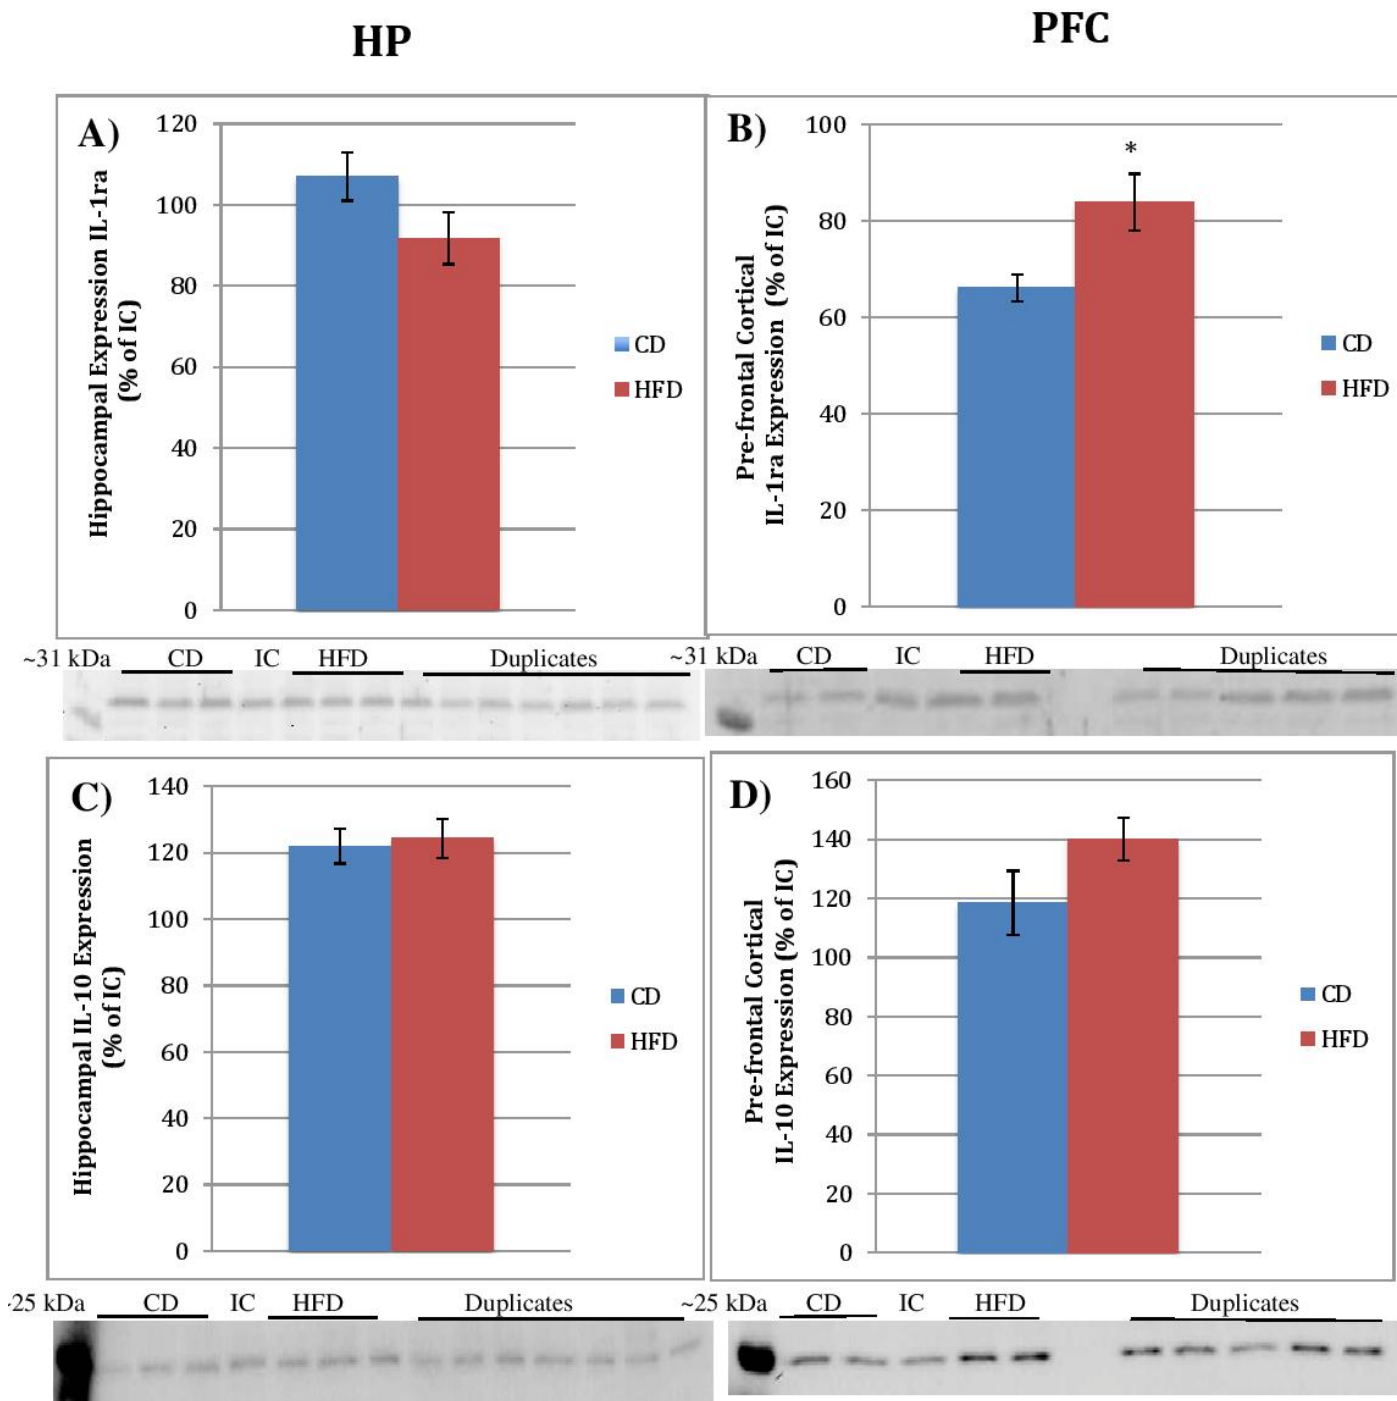 HP
PFC
A)
Hippocampal Expression IL-1ra
(% of IC)
120
100
80
60
40
20
0
CD
HFD
B)
Pre-frontal Cortical
IL-1ra Expression (% of IC)
100
80
60
40
20
0
*
CD
HFD
~31 kDa CD IC HFD Duplicates
~31 kDa CD IC HFD Duplicates
C)
Hippocampal IL-10 Expression
(% of IC)
140
120
100
80
60
40
20
0
CD
HFD
D)
Pre-frontal Cortical
IL-10 Expression (% of IC)
160
140
120
100
80
60
40
20
0
CD
HFD
~25 kDa CD IC HFD Duplicates
~25 kDa CD IC HFD Duplicates